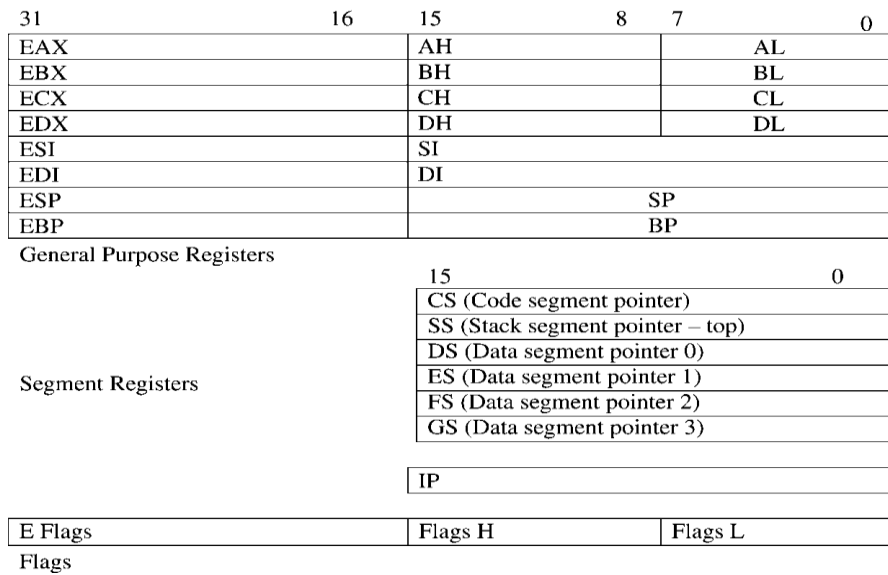 31 16 15 8 7 0
EAX AH AL
EBX BH BL
ECX CH CL
EDX DH DL
ESI SI
EDI DI
ESP SP
EBP BP
General Purpose Registers
15 0
CS (Code segment pointer)
SS (Stack segment pointer – top)
DS (Data segment pointer 0)
Segment Registers
ES (Data segment pointer 1)
FS (Data segment pointer 2)
GS (Data segment pointer 3)
IP
E Flags Flags H Flags L
Flags